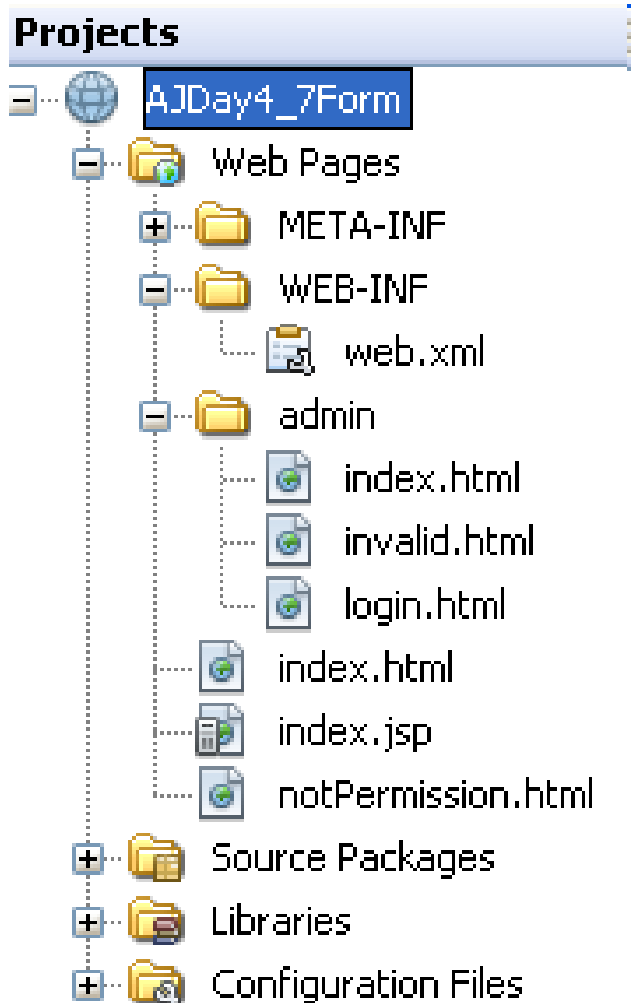 Projects
AJDay4_7Form
Web Pages
META-INF
WEB-INF
web.xml
admin
index.html
invalid.html
login.html
index.html
index.jsp
notPermission.html
Source Packages
Libraries
Configuration Files